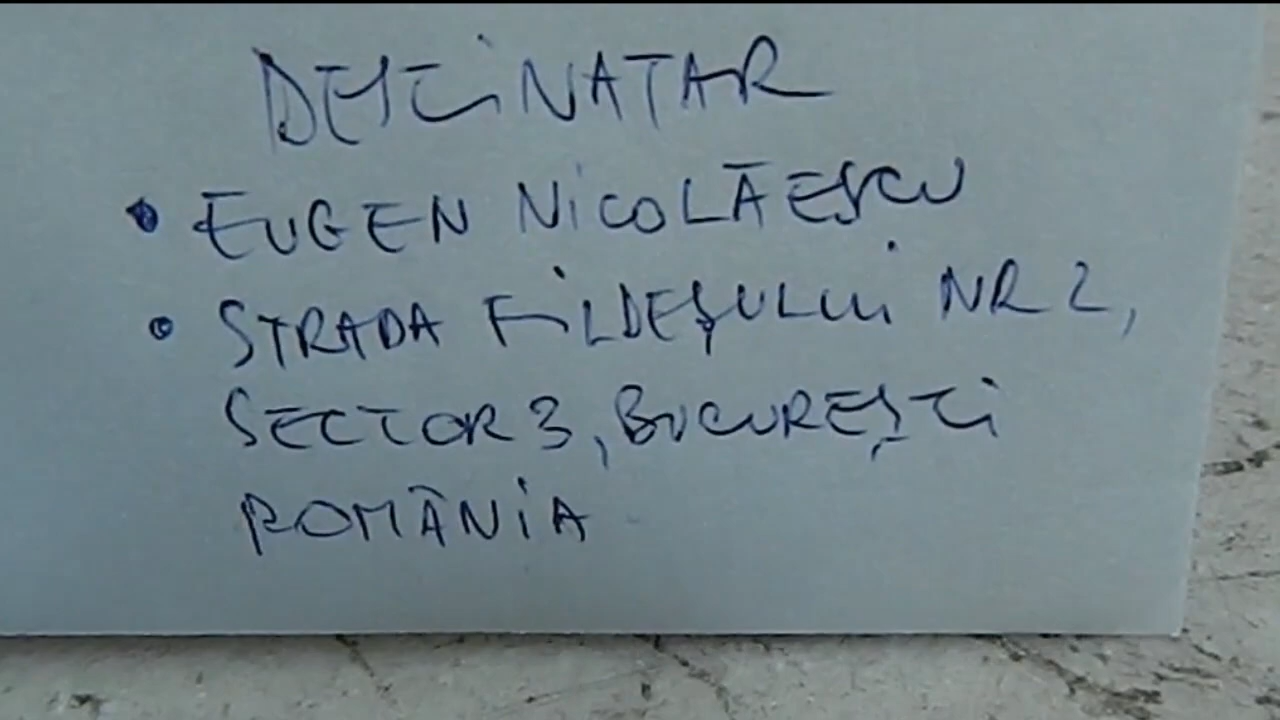 DESTINATAR
• EUGEN NICOLĂESCU
• STRADA FILDEȘULUI NR 2,
SECTOR 3, BUCUREȘTI
ROMÂNIA